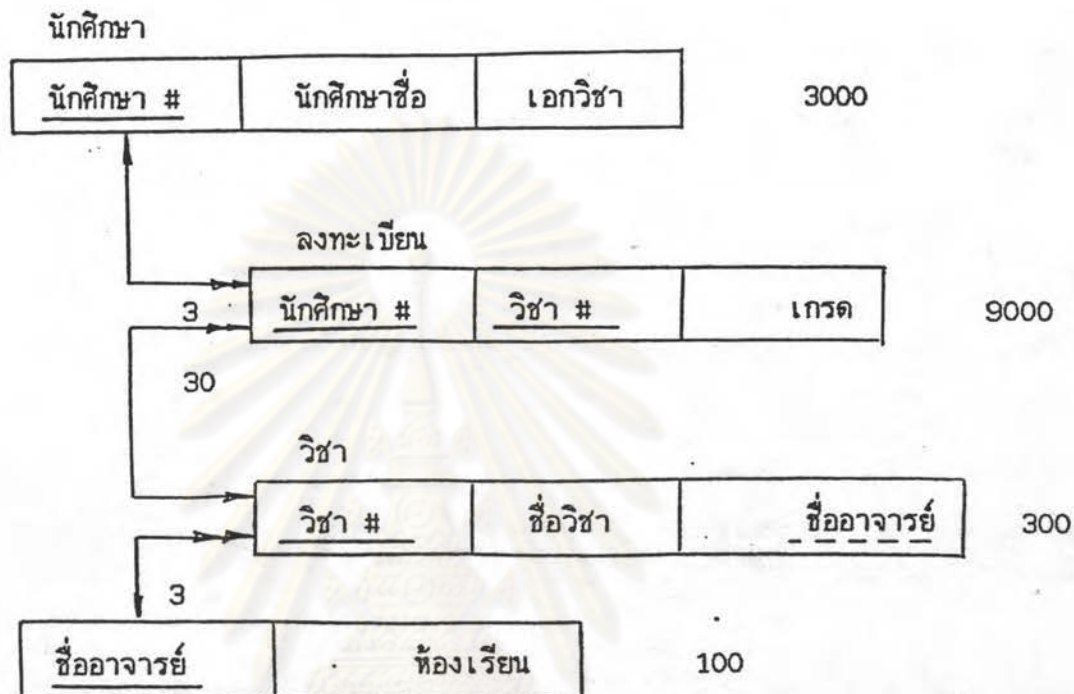 นักศึกษา
นักศึกษา # นักศึกษาชื่อ เอกวิชา 3000
ลงทะเบียน
3 นักศึกษา # วิชา # เกรด 9000
30
วิชา
วิชา # ชื่อวิชา ชื่ออาจารย์ 300
3
ชื่ออาจารย์ ห้องเรียน 100